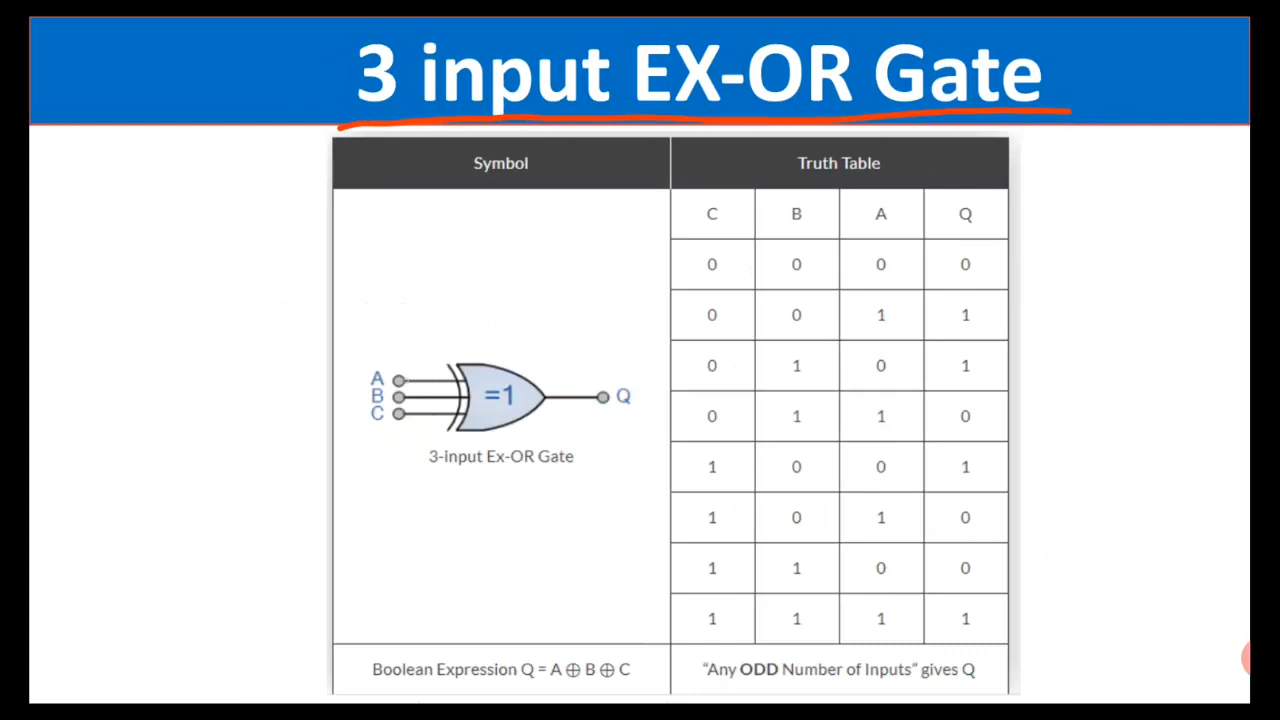 3 input EX-OR Gate
Symbol Truth Table
C B A Q
0 0 0 0
0 0 1 1
0 1 0 1
0 1 1 0
1 0 0 1
1 0 1 0
1 1 0 0
1 1 1 1
A
B
C
=1
Q
3-input Ex-OR Gate
Boolean Expression Q = A ⊕ B ⊕ C
“Any ODD Number of Inputs” gives Q